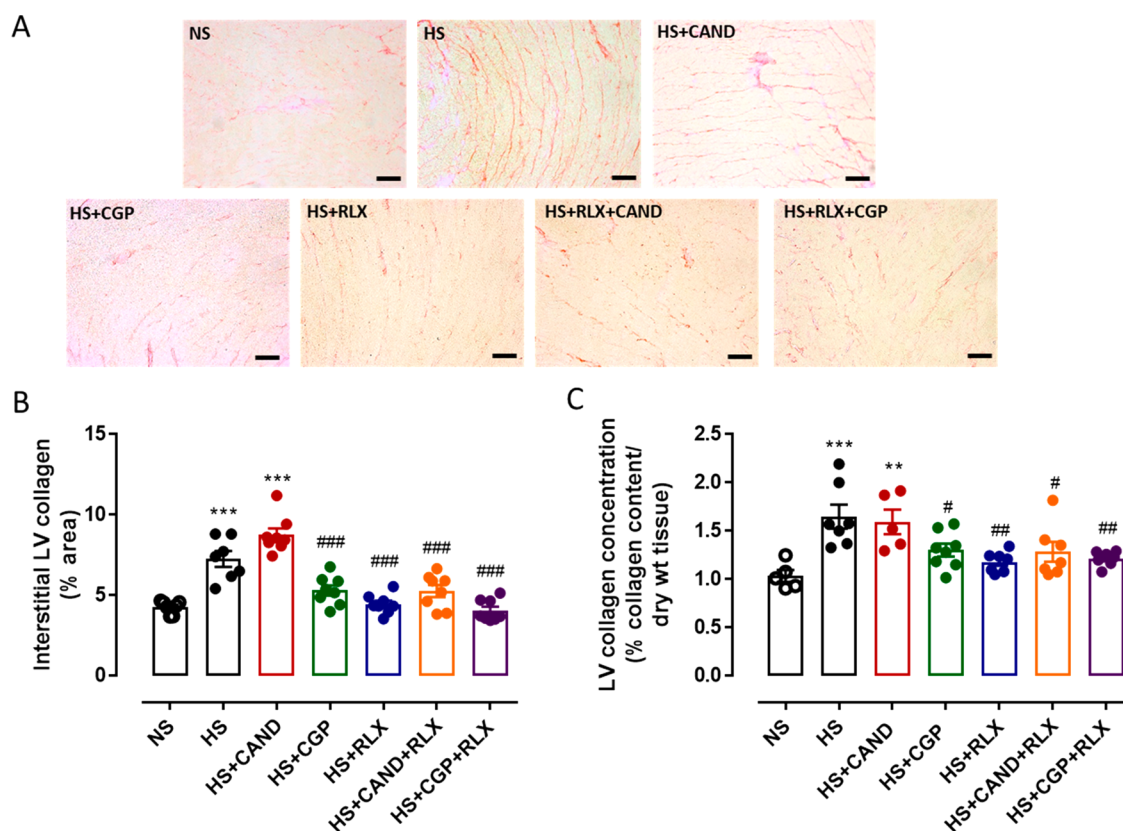 A
NS
HS
HS+CAND
HS+CGP
HS+RLX
HS+RLX+CAND
HS+RLX+CGP
B
Interstitial LV collagen
(% area)
15
10
5
0
***
***
###
###
###
###
NS
HS
HS+CAND
HS+CGP
HS+RLX
HS+CAND+RLX
HS+CGP+RLX
C
LV collagen concentration
(% collagen content/
dry wt tissue)
2.5
2.0
1.5
1.0
0.5
0.0
***
**
#
##
#
##
NS
HS
HS+CAND
HS+CGP
HS+RLX
HS+CAND+RLX
HS+CGP+RLX